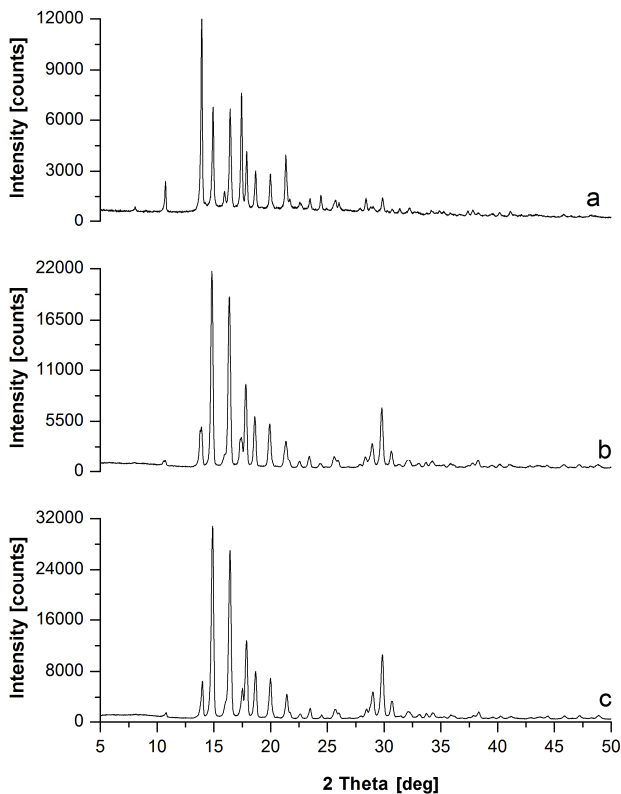 12000
9000
6000
3000
0
Intensity [counts]
a
22000
16500
11000
5500
0
Intensity [counts]
b
32000
24000
16000
8000
0
Intensity [counts]
c
5 10 15 20 25 30 35 40 45 50
2 Theta [deg]